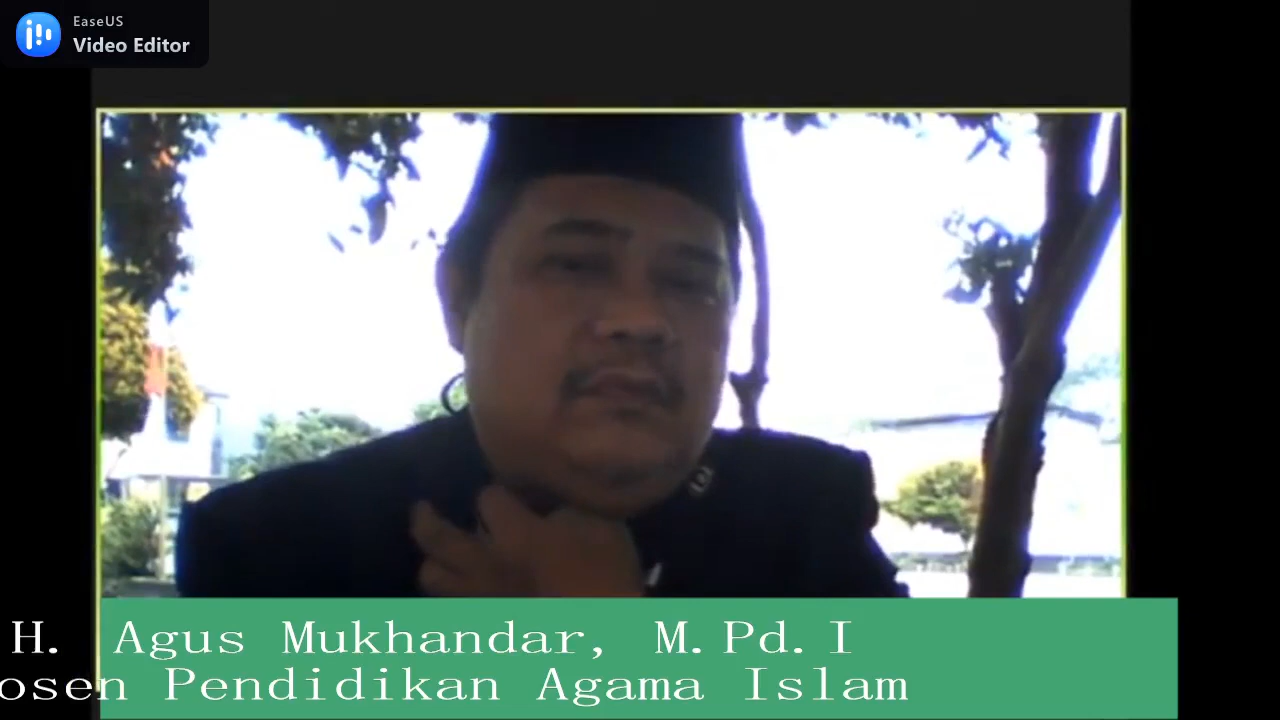 EaseUS
Video Editor
H. Agus Mukhandar, M.Pd.I
osen Pendidikan Agama Islam